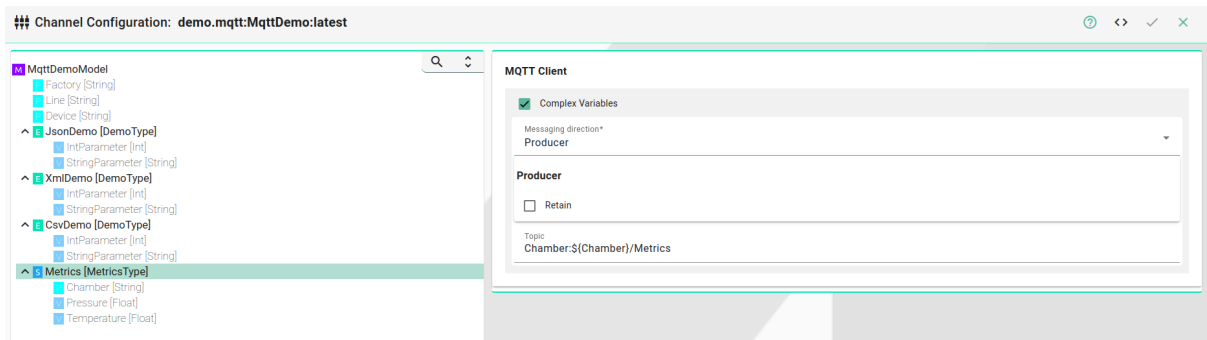 Channel Configuration: demo.mqtt:MqttDemo:latest
M MqttDemoModel
Factory [String]
Line [String]
Device [String]
E JsonDemo [DemoType]
V IntParameter [Int]
V StringParameter [String]
E XmlDemo [DemoType]
V IntParameter [Int]
V StringParameter [String]
E CsvDemo [DemoType]
V IntParameter [Int]
V StringParameter [String]
S Metrics [MetricsType]
Chamber [String]
V Pressure [Float]
V Temperature [Float]
MQTT Client
Complex Variables
Messaging direction*
Producer
Producer
Retain
Topic
Chamber:${Chamber}/Metrics